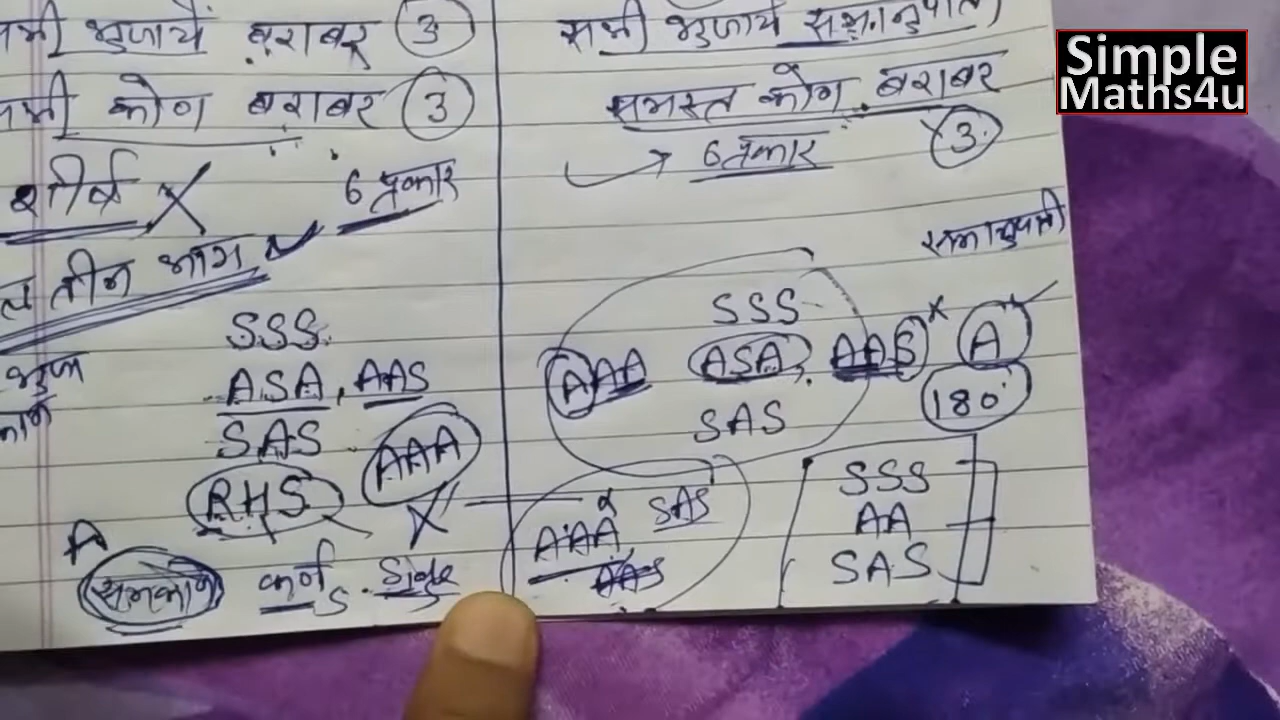 भुजायें बराबर 3
कोण बराबर 3
शीर्ष X 6 प्रकार
तीन भाग
भुजा
SSS
ASA, AAS
SAS AAA
RHS X
A
समकोण कर्ण S
सभी भुजायें समानुपाती
समस्त कोण बराबर
6 प्रकार 3
समानुपाती
SSS
AAA ASA, AAS X A
180°
SAS
AAA SAS
AAS
SSS
AA
SAS
Simple
Maths4u